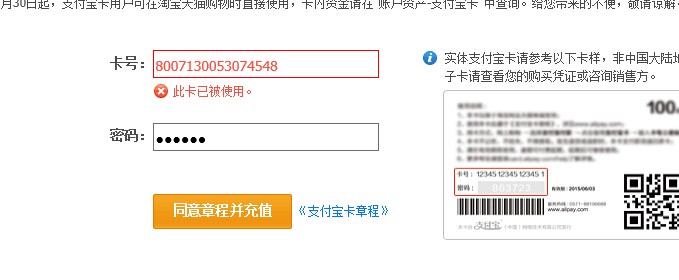 月30日起，支付宝卡用户可在淘宝天猫购物时直接使用，卡内资金请在"账户资产-支付宝卡"中查询。给您带来的不便，敬请谅解。
卡号：
8007130053074548
此卡已被使用。
密码：
●●●●●●
同意章程并充值
《支付宝卡章程》
实体支付宝卡请参考以下卡样，非中国大陆地
子卡请查看您的购买凭证或咨询销售方。
100
卡号：12345 12345 12345 1
密码：863723
有效期：2015/06/03
服务热线：0571-88156688
www.alipay.com
支付宝